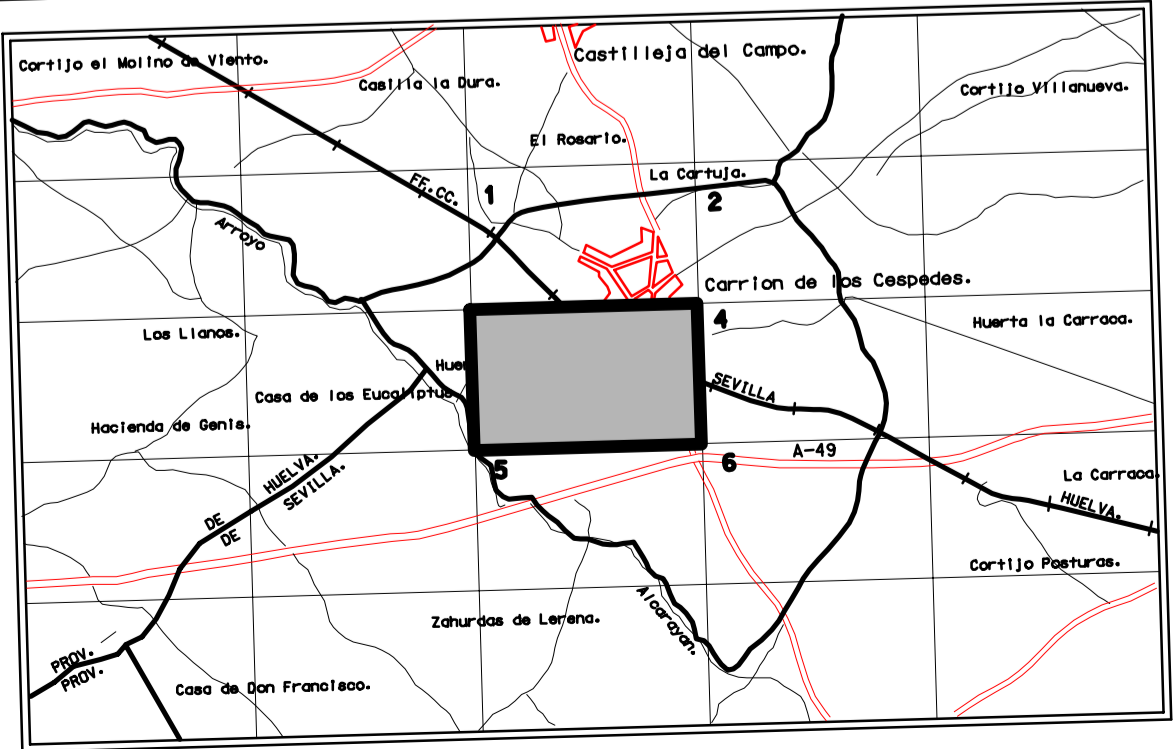 Castilleja del Campo.
Cortijo el Molino de Viento.
Casilla la Dura.
Cortijo Villanueva.
El Rosario.
La Cartuja.
FF.CC.
1
2
Arroyo
Carrion de los Cespedes.
4
Huerta la Carraca.
Los Llanos.
Casa de los Eucaliptus
SEVILLA
Hacienda de Genis.
A-49
6
5
HUELVA.
SEVILLA.
La Carraca.
HUELVA.
DE
DE
Cortijo Posturas.
Alcarayan.
Zahurdas de Lerena.
PROV.
PROV.
Casa de Don Francisco.